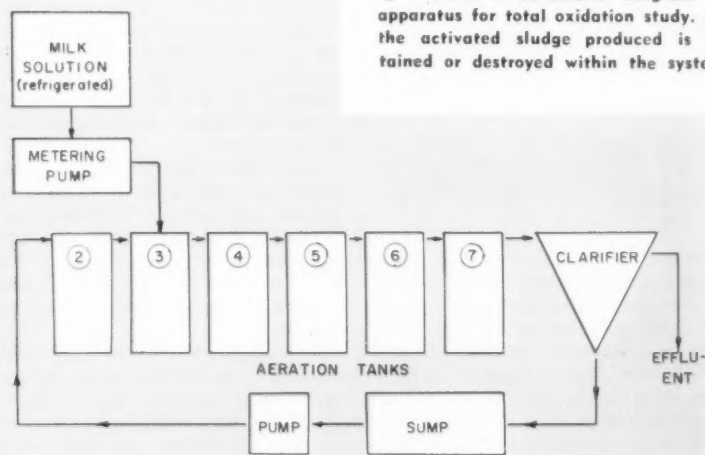 apparatus for total oxidation study.
the activated sludge produced is
tained or destroyed within the syste
MILK
SOLUTION
(refrigerated)
METERING
PUMP
2 3 4 5 6 7
CLARIFIER
EFFLU-
ENT
AERATION TANKS
PUMP
SUMP